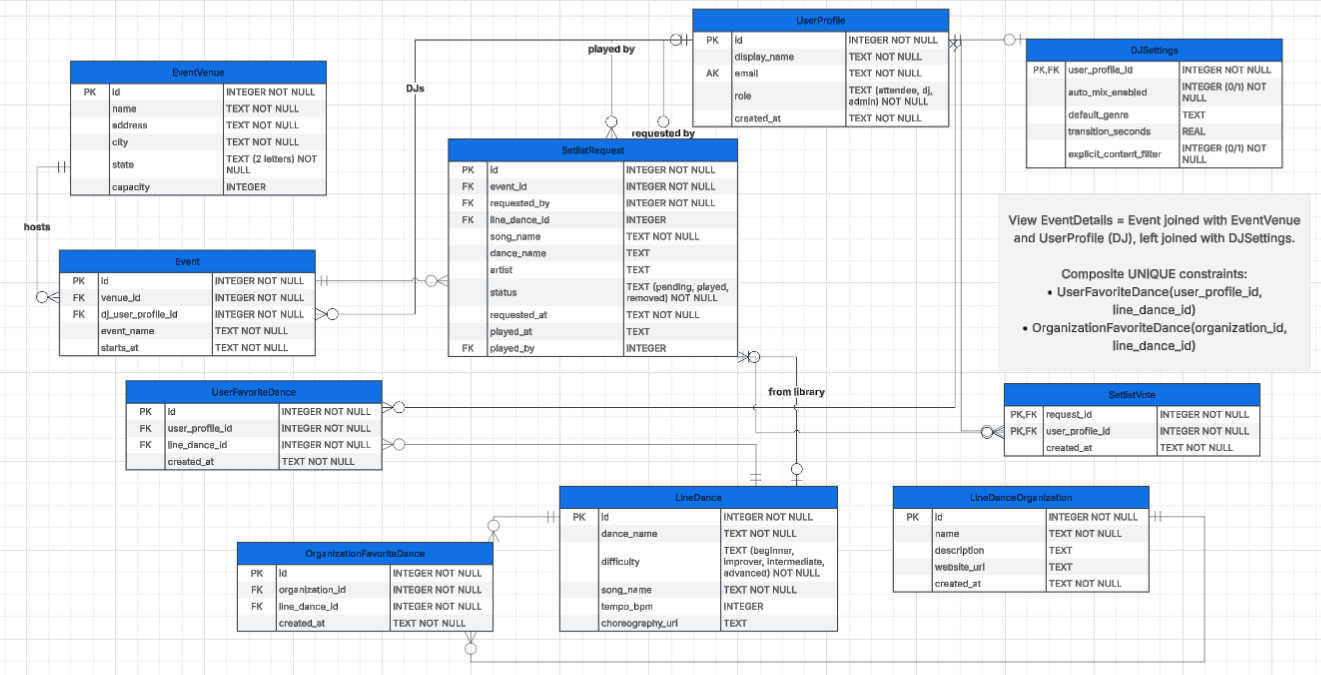 UserProfile
PK id INTEGER NOT NULL
display_name TEXT NOT NULL
AK email TEXT NOT NULL
role TEXT (attendee, dj,
admin) NOT NULL
created_at TEXT NOT NULL
played by
requested by
DJs
DJSettings
PK,FK user_profile_id INTEGER NOT NULL
auto_mix_enabled INTEGER (0/1) NOT
NULL
default_genre TEXT
transition_seconds REAL
explicit_content_filter INTEGER (0/1) NOT
NULL
EventVenue
PK id INTEGER NOT NULL
name TEXT NOT NULL
address TEXT NOT NULL
city TEXT NOT NULL
state TEXT (2 letters) NOT
NULL
capacity INTEGER
hosts
SetlistRequest
PK id INTEGER NOT NULL
FK event_id INTEGER NOT NULL
FK requested_by INTEGER NOT NULL
FK line_dance_id INTEGER
song_name TEXT NOT NULL
dance_name TEXT
artist TEXT
status TEXT (pending, played,
removed) NOT NULL
requested_at TEXT NOT NULL
played_at TEXT
FK played_by INTEGER
View EventDetails = Event joined with EventVenue
and UserProfile (DJ), left joined with DJSettings.
Composite UNIQUE constraints:
• UserFavoriteDance(user_profile_id,
line_dance_id)
• OrganizationFavoriteDance(organization_id,
line_dance_id)
Event
PK id INTEGER NOT NULL
FK venue_id INTEGER NOT NULL
FK dj_user_profile_id INTEGER NOT NULL
event_name TEXT NOT NULL
starts_at TEXT NOT NULL
UserFavoriteDance
PK id INTEGER NOT NULL
FK user_profile_id INTEGER NOT NULL
FK line_dance_id INTEGER NOT NULL
created_at TEXT NOT NULL
from library
SetlistVote
PK,FK request_id INTEGER NOT NULL
PK,FK user_profile_id INTEGER NOT NULL
created_at TEXT NOT NULL
LineDance
PK id INTEGER NOT NULL
dance_name TEXT NOT NULL
difficulty TEXT (beginner,
improver, intermediate,
advanced) NOT NULL
song_name TEXT NOT NULL
tempo_bpm INTEGER
choreography_url TEXT
LineDanceOrganization
PK id INTEGER NOT NULL
name TEXT NOT NULL
description TEXT
website_url TEXT
created_at TEXT NOT NULL
OrganizationFavoriteDance
PK id INTEGER NOT NULL
FK organization_id INTEGER NOT NULL
FK line_dance_id INTEGER NOT NULL
created_at TEXT NOT NULL